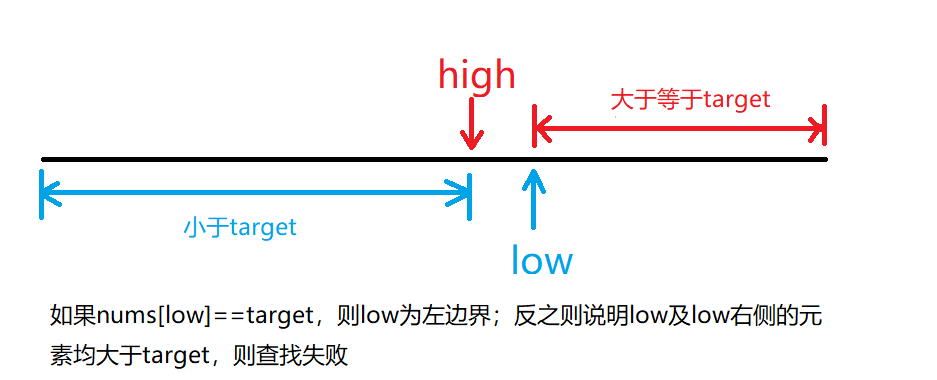 high
大于等于target
小于target
low
如果nums[low]==target，则low为左边界；反之则说明low及low右侧的元
素均大于target，则查找失败